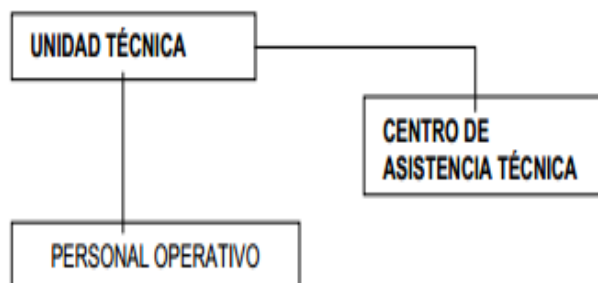 UNIDAD TÉCNICA
CENTRO DE
ASISTENCIA TÉCNICA
PERSONAL OPERATIVO